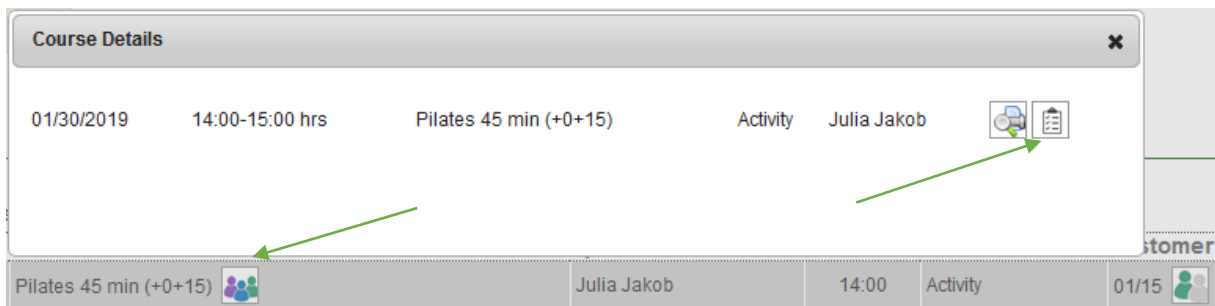 Course Details
01/30/2019 14:00-15:00 hrs Pilates 45 min (+0+15) Activity Julia Jakob
stomer
Pilates 45 min (+0+15) Julia Jakob 14:00 Activity 01/15